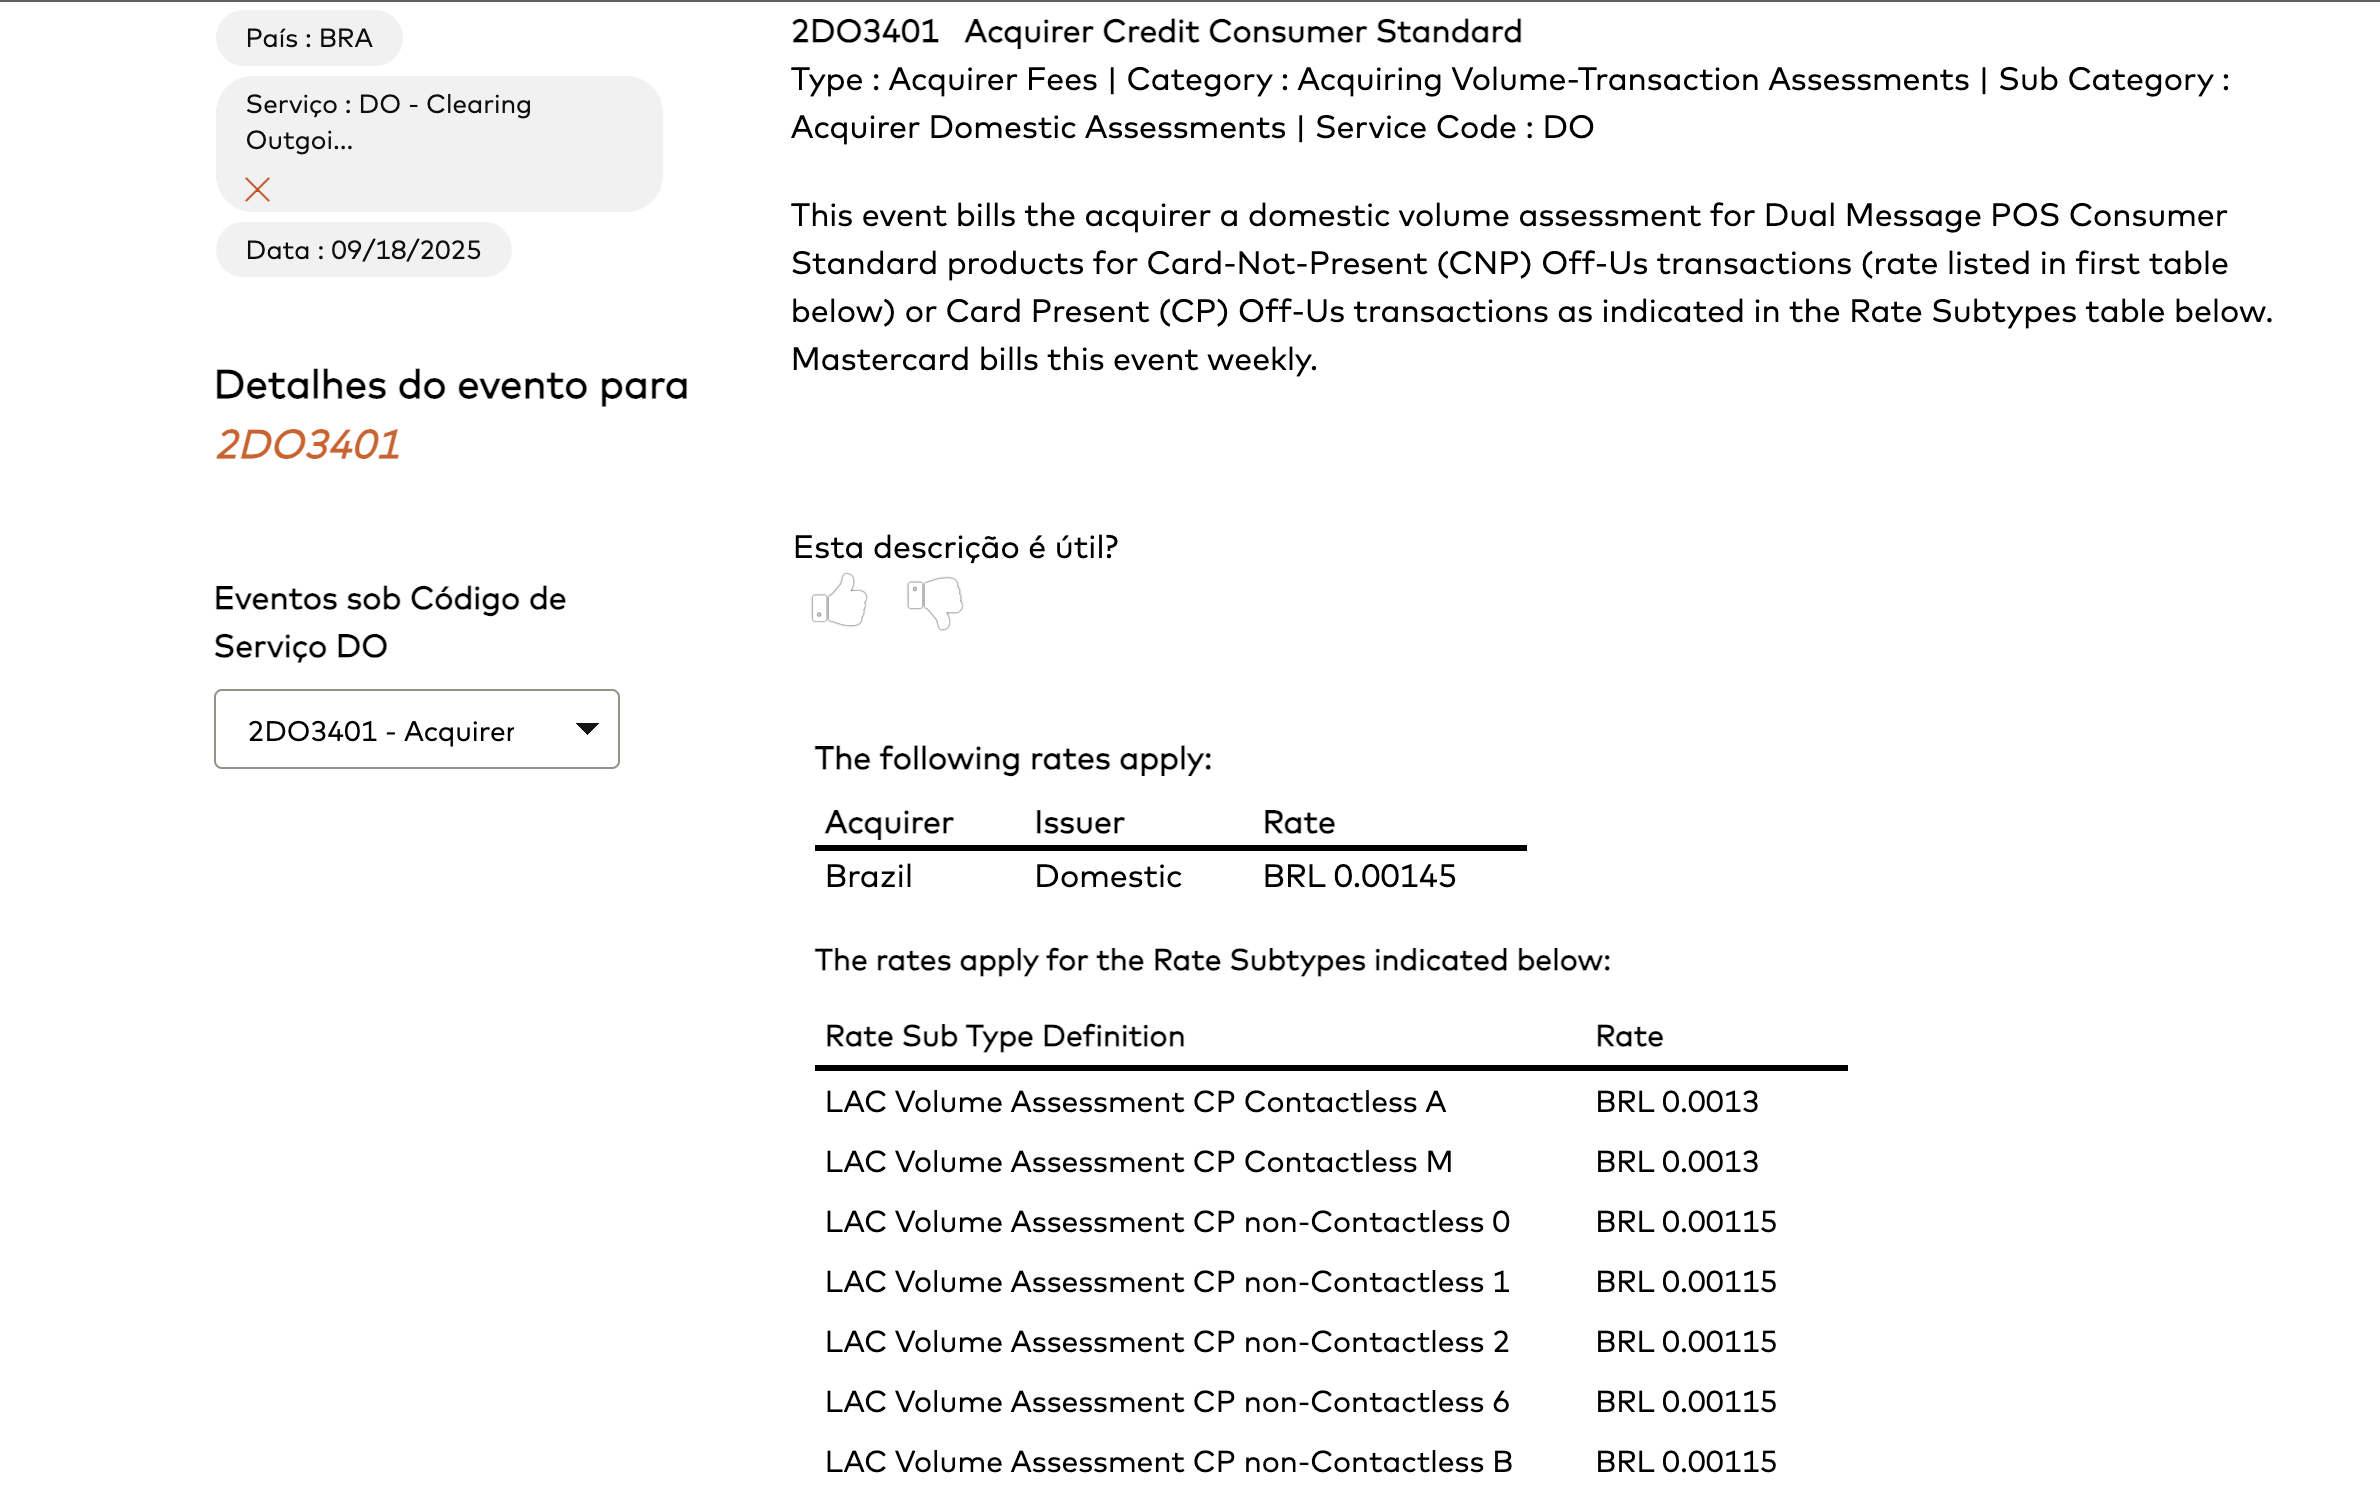 País : BRA
Serviço : DO - Clearing
Outgoi...
Data : 09/18/2025
Detalhes do evento para
2DO3401
Eventos sob Código de
Serviço DO
2DO3401 - Acquirer
2DO3401 Acquirer Credit Consumer Standard
Type : Acquirer Fees | Category : Acquiring Volume-Transaction Assessments | Sub Category :
Acquirer Domestic Assessments | Service Code : DO
This event bills the acquirer a domestic volume assessment for Dual Message POS Consumer
Standard products for Card-Not-Present (CNP) Off-Us transactions (rate listed in first table
below) or Card Present (CP) Off-Us transactions as indicated in the Rate Subtypes table below.
Mastercard bills this event weekly.
Esta descrição é útil?
The following rates apply:
Acquirer Issuer Rate
Brazil Domestic BRL 0.00145
The rates apply for the Rate Subtypes indicated below:
Rate Sub Type Definition Rate
LAC Volume Assessment CP Contactless A BRL 0.0013
LAC Volume Assessment CP Contactless M BRL 0.0013
LAC Volume Assessment CP non-Contactless 0 BRL 0.00115
LAC Volume Assessment CP non-Contactless 1 BRL 0.00115
LAC Volume Assessment CP non-Contactless 2 BRL 0.00115
LAC Volume Assessment CP non-Contactless 6 BRL 0.00115
LAC Volume Assessment CP non-Contactless B BRL 0.00115